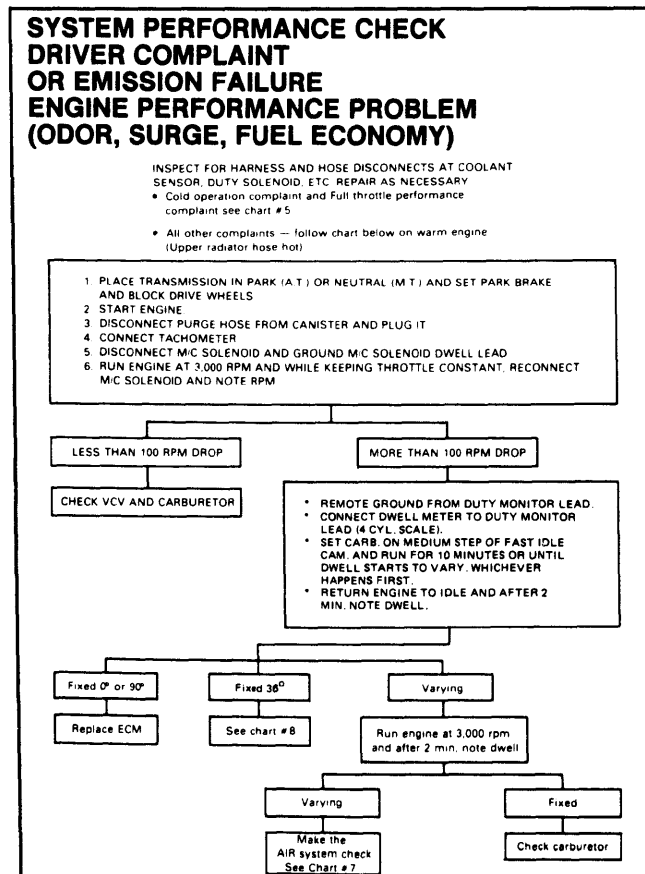 SYSTEM PERFORMANCE CHECK
DRIVER COMPLAINT
OR EMISSION FAILURE
ENGINE PERFORMANCE PROBLEM
(ODOR, SURGE, FUEL ECONOMY)
INSPECT FOR HARNESS AND HOSE DISCONNECTS AT COOLANT
SENSOR, DUTY SOLENOID, ETC. REPAIR AS NECESSARY
• Cold operation complaint and Full throttle performance
complaint see chart #5
• All other complaints — follow chart below on warm engine
(Upper radiator hose hot)
1. PLACE TRANSMISSION IN PARK (A.T.) OR NEUTRAL (M.T.) AND SET PARK BRAKE
AND BLOCK DRIVE WHEELS
2. START ENGINE
3. DISCONNECT PURGE HOSE FROM CANISTER AND PLUG IT
4. CONNECT TACHOMETER
5. DISCONNECT M/C SOLENOID AND GROUND M/C SOLENOID DWELL LEAD
6. RUN ENGINE AT 3,000 RPM AND WHILE KEEPING THROTTLE CONSTANT, RECONNECT
M/C SOLENOID AND NOTE RPM
LESS THAN 100 RPM DROP
MORE THAN 100 RPM DROP
CHECK VCV AND CARBURETOR
• REMOTE GROUND FROM DUTY MONITOR LEAD.
• CONNECT DWELL METER TO DUTY MONITOR
LEAD (4 CYL. SCALE).
• SET CARB. ON MEDIUM STEP OF FAST IDLE
CAM. AND RUN FOR 10 MINUTES OR UNTIL
DWELL STARTS TO VARY. WHICHEVER
HAPPENS FIRST.
• RETURN ENGINE TO IDLE AND AFTER 2
MIN. NOTE DWELL.
Fixed 0° or 90°
Fixed 36°
Varying
Replace ECM
See chart #8
Run engine at 3,000 rpm
and after 2 min. note dwell
Varying
Fixed
Make the
AIR system check
See Chart #7
Check carburetor